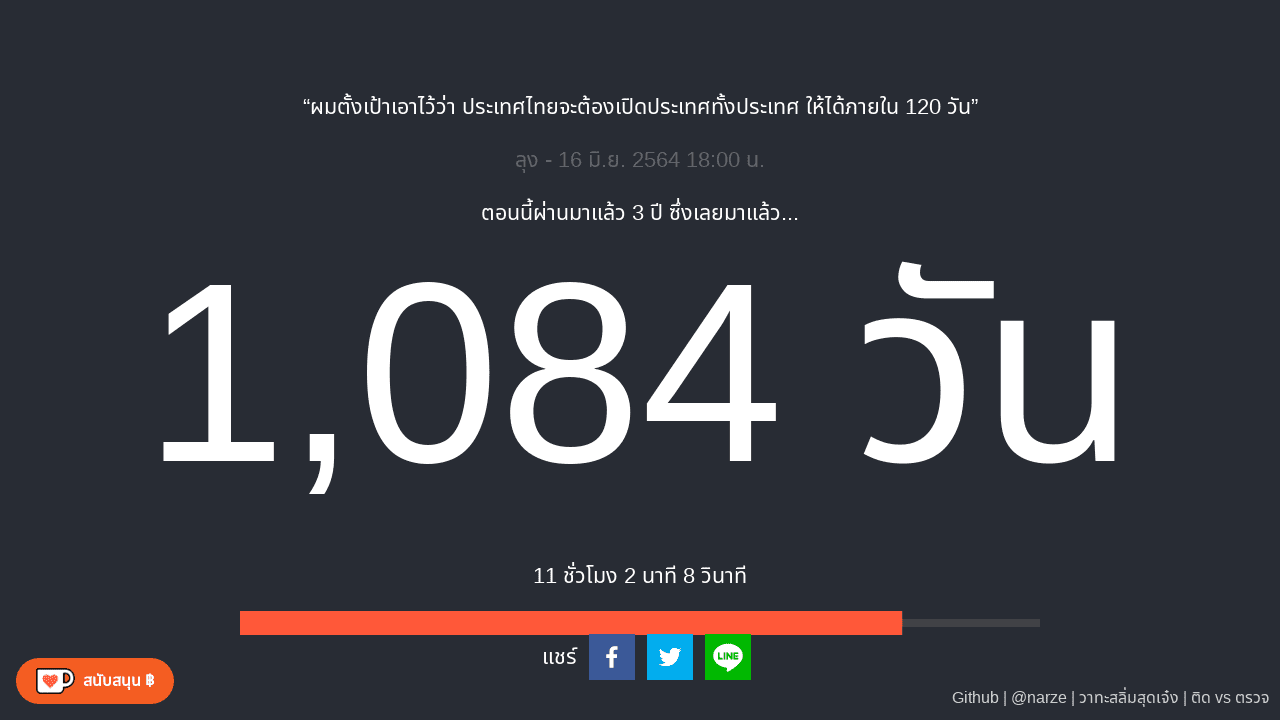 “ผมตั้งเป้าเอาไว้ว่า ประเทศไทยจะต้องเปิดประเทศทั้งประเทศ ให้ได้ภายใน 120 วัน”
ลุง - 16 มิ.ย. 2564 18:00 น.
ตอนนี้ผ่านมาแล้ว 3 ปี ซึ่งเลยมาแล้ว...
1,084 วัน
11 ชั่วโมง 2 นาที 8 วินาที
แชร์
LINE
สนับสนุน ฿
Github | @narze | วาทะสลิ่มสุดเจ๋ง | ติด vs ตรวจ